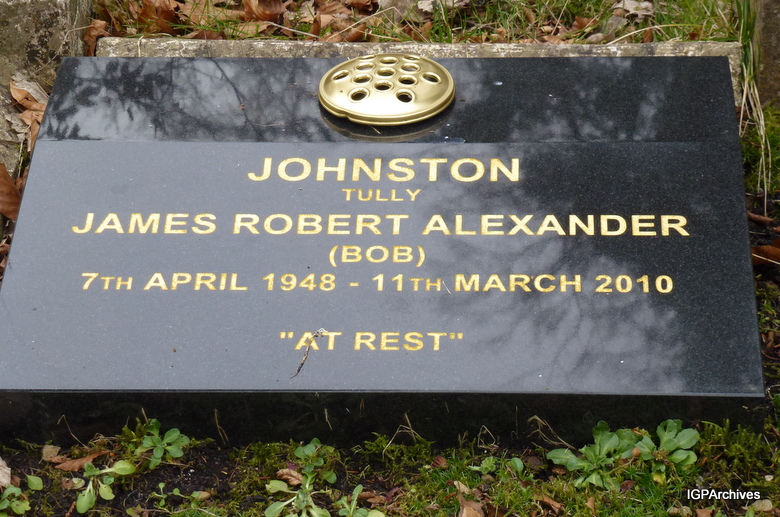 JOHNSTON
TULLY
JAMES ROBERT ALEXANDER
(BOB)
7TH APRIL 1948 - 11TH MARCH 2010
"AT REST"
IGPArchives